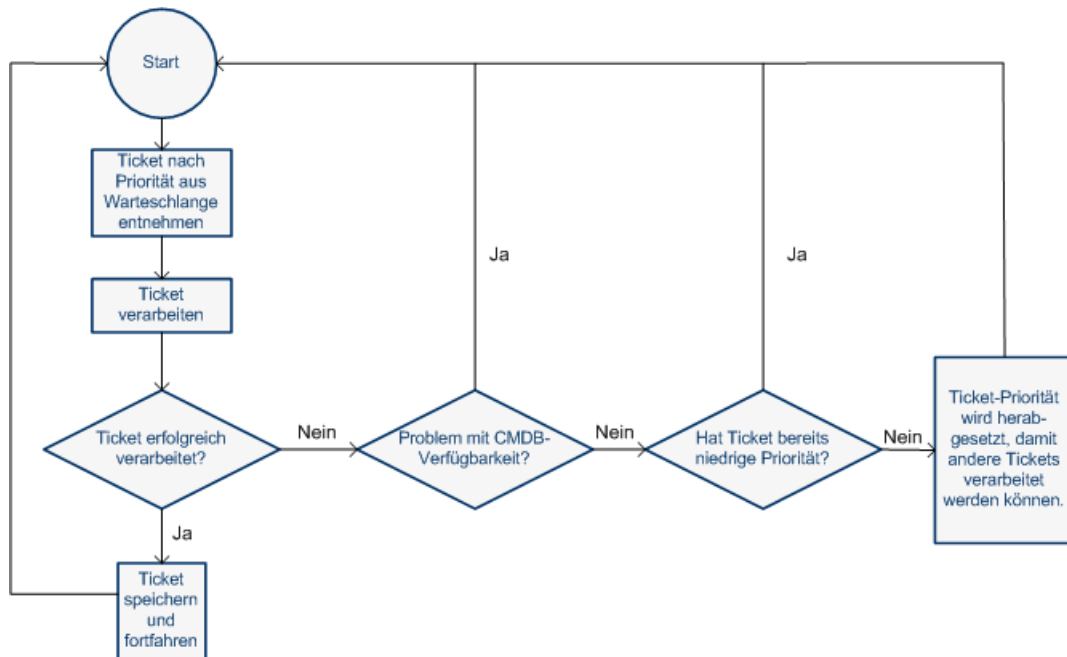 Start
Ticket nach
Priorität aus
Warteschlange
entnehmen
Ticket
verarbeiten
Ticket erfolgreich
verarbeitet?
Nein
Problem mit CMDB-
Verfügbarkeit?
Nein
Hat Ticket bereits
niedrige Priorität?
Nein
Ticket-Priorität
wird herab-
gesetzt, damit
andere Tickets
verarbeitet
werden können.
Ja
Ja
Ja
Ticket
speichern
und
fortfahren